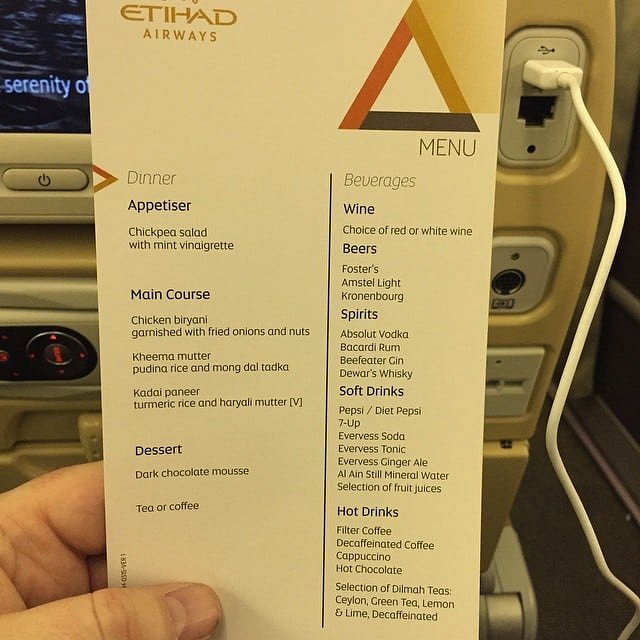 ETIHAD
AIRWAYS
serenity of
MENU
Dinner
Appetiser
Chickpea salad
with mint vinaigrette
Main Course
Chicken biryani
garnished with fried onions and nuts
Kheema mutter
pudina rice and mong dal tadka
Kadai paneer
turmeric rice and haryali mutter [V]
Dessert
Dark chocolate mousse
Tea or coffee
Beverages
Wine
Choice of red or white wine
Beers
Foster's
Amstel Light
Kronenbourg
Spirits
Absolut Vodka
Bacardi Rum
Beefeater Gin
Dewar's Whisky
Soft Drinks
Pepsi / Diet Pepsi
7-Up
Evervess Soda
Evervess Tonic
Evervess Ginger Ale
Al Ain Still Mineral Water
Selection of fruit juices
Hot Drinks
Filter Coffee
Decaffeinated Coffee
Cappuccino
Hot Chocolate
Selection of Dilmah Teas:
Ceylon, Green Tea, Lemon
& Lime, Decaffeinated